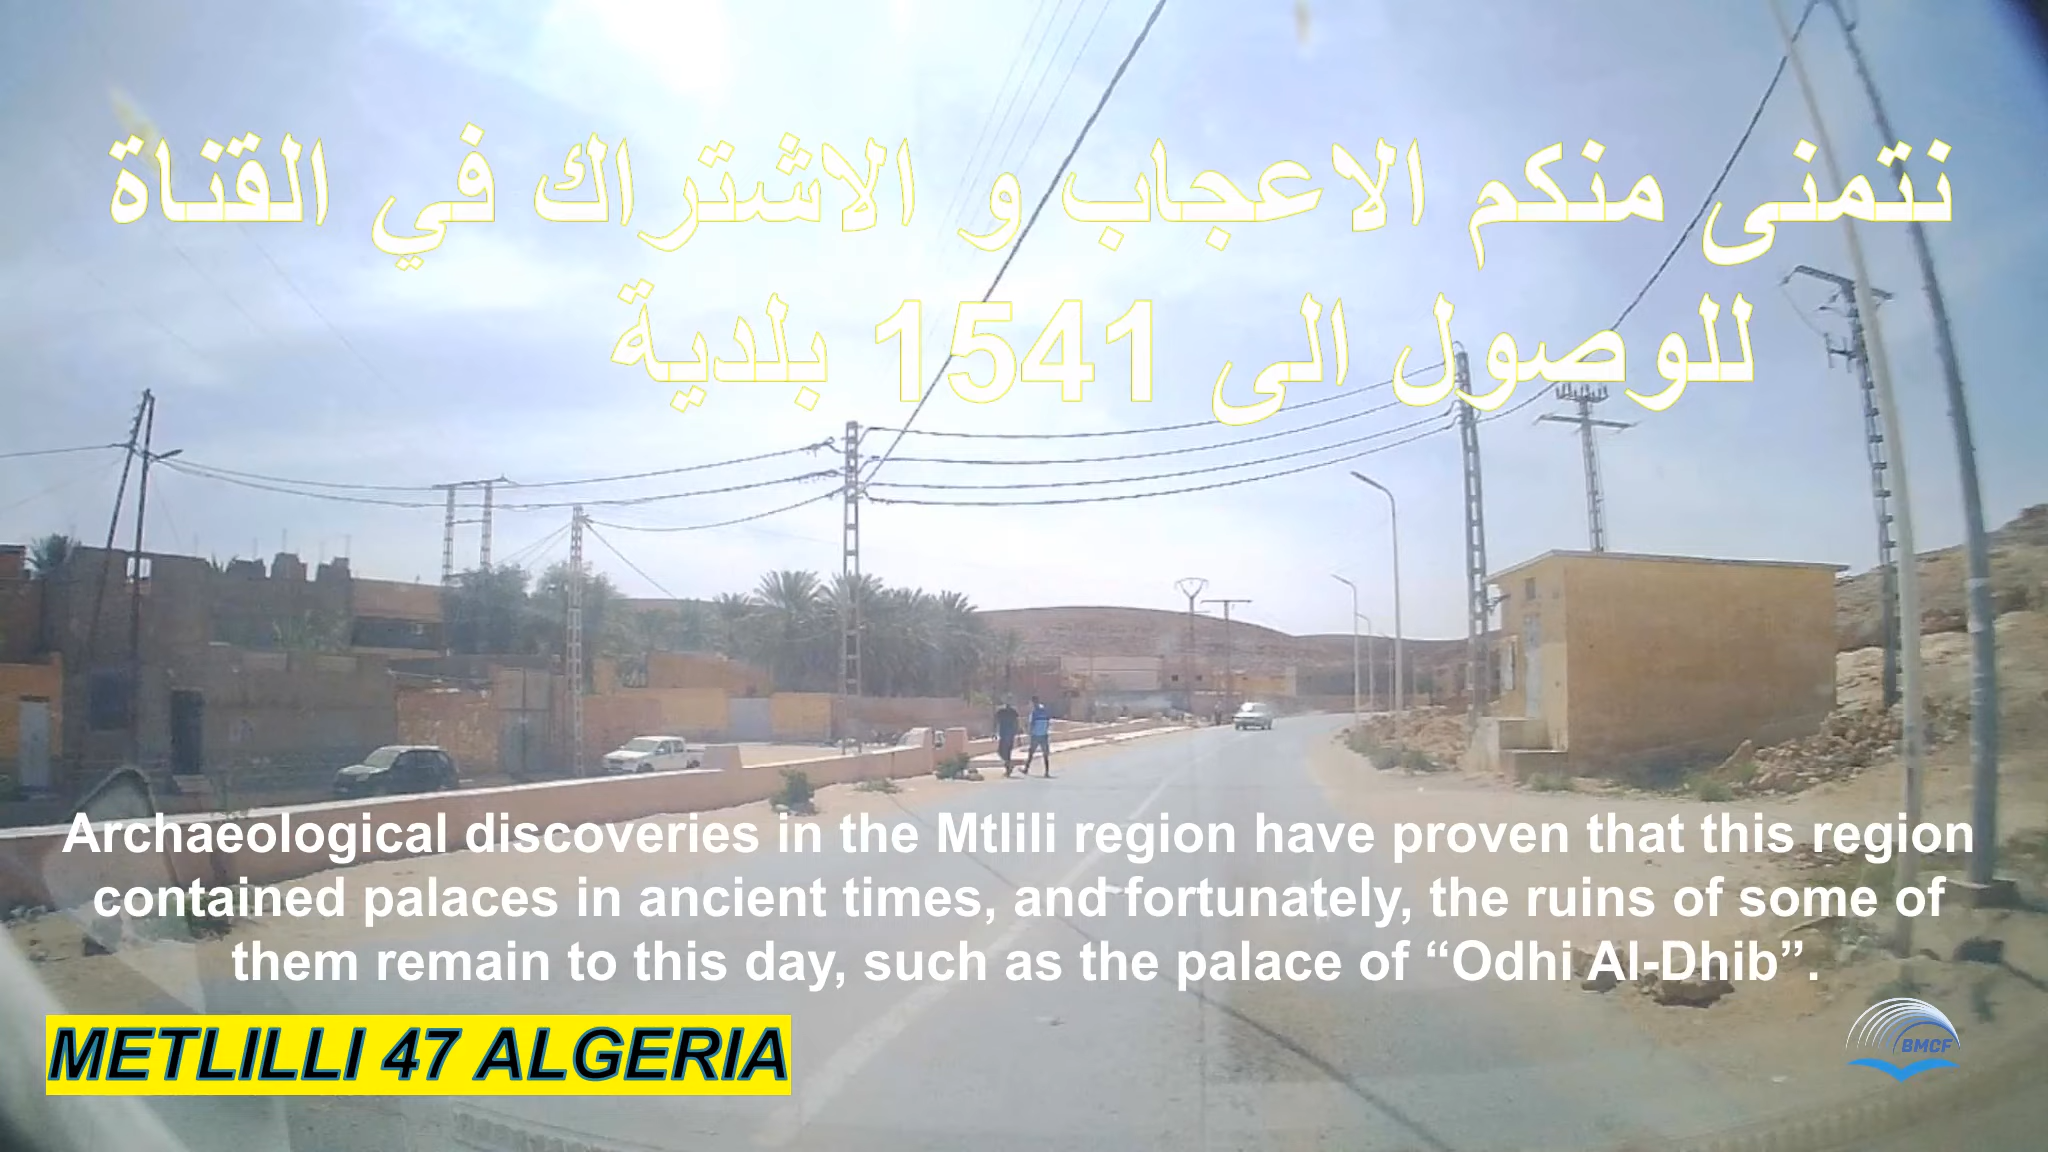 نتمنى منكم الاعجاب و الاشتراك في القناة
للوصول الى 1541 بلدية
Archaeological discoveries in the Mtlili region have proven that this region
contained palaces in ancient times, and fortunately, the ruins of some of
them remain to this day, such as the palace of “Odhi Al-Dhib”.
METLILLI 47 ALGERIA
BMCF